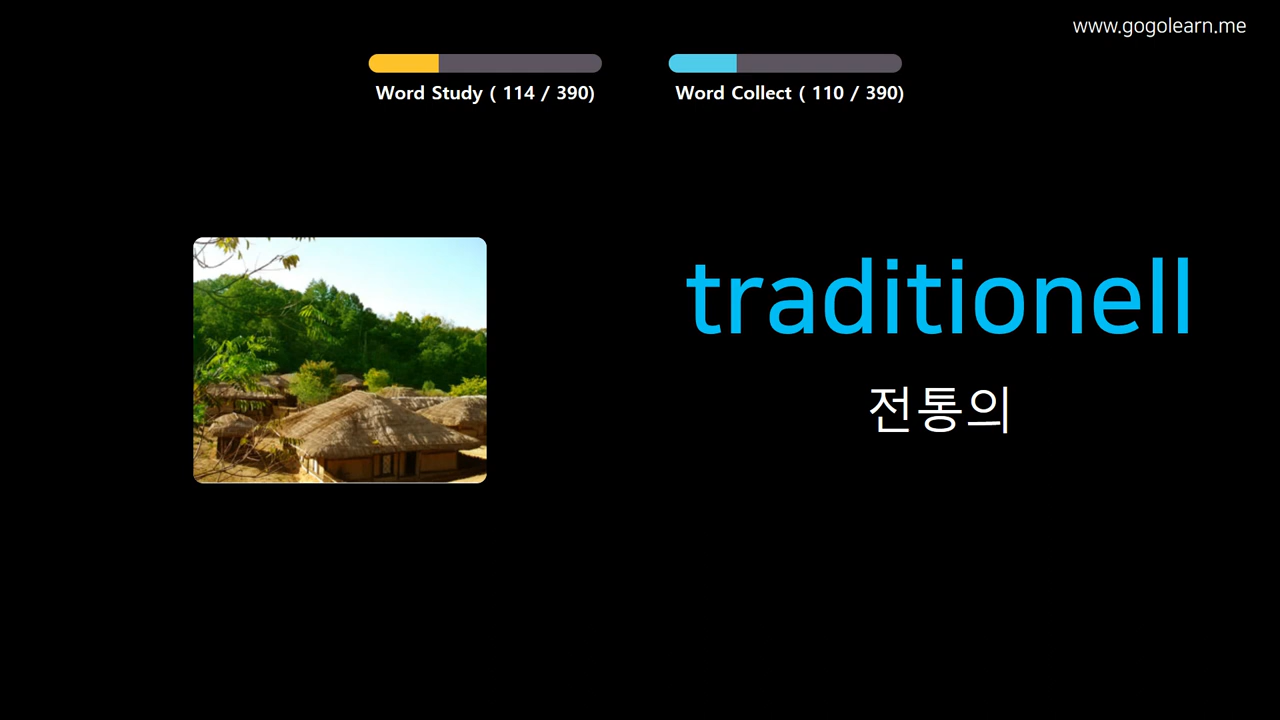 www.gogolearn.me
Word Study ( 114 / 390)
Word Collect ( 110 / 390)
traditionell
전통의